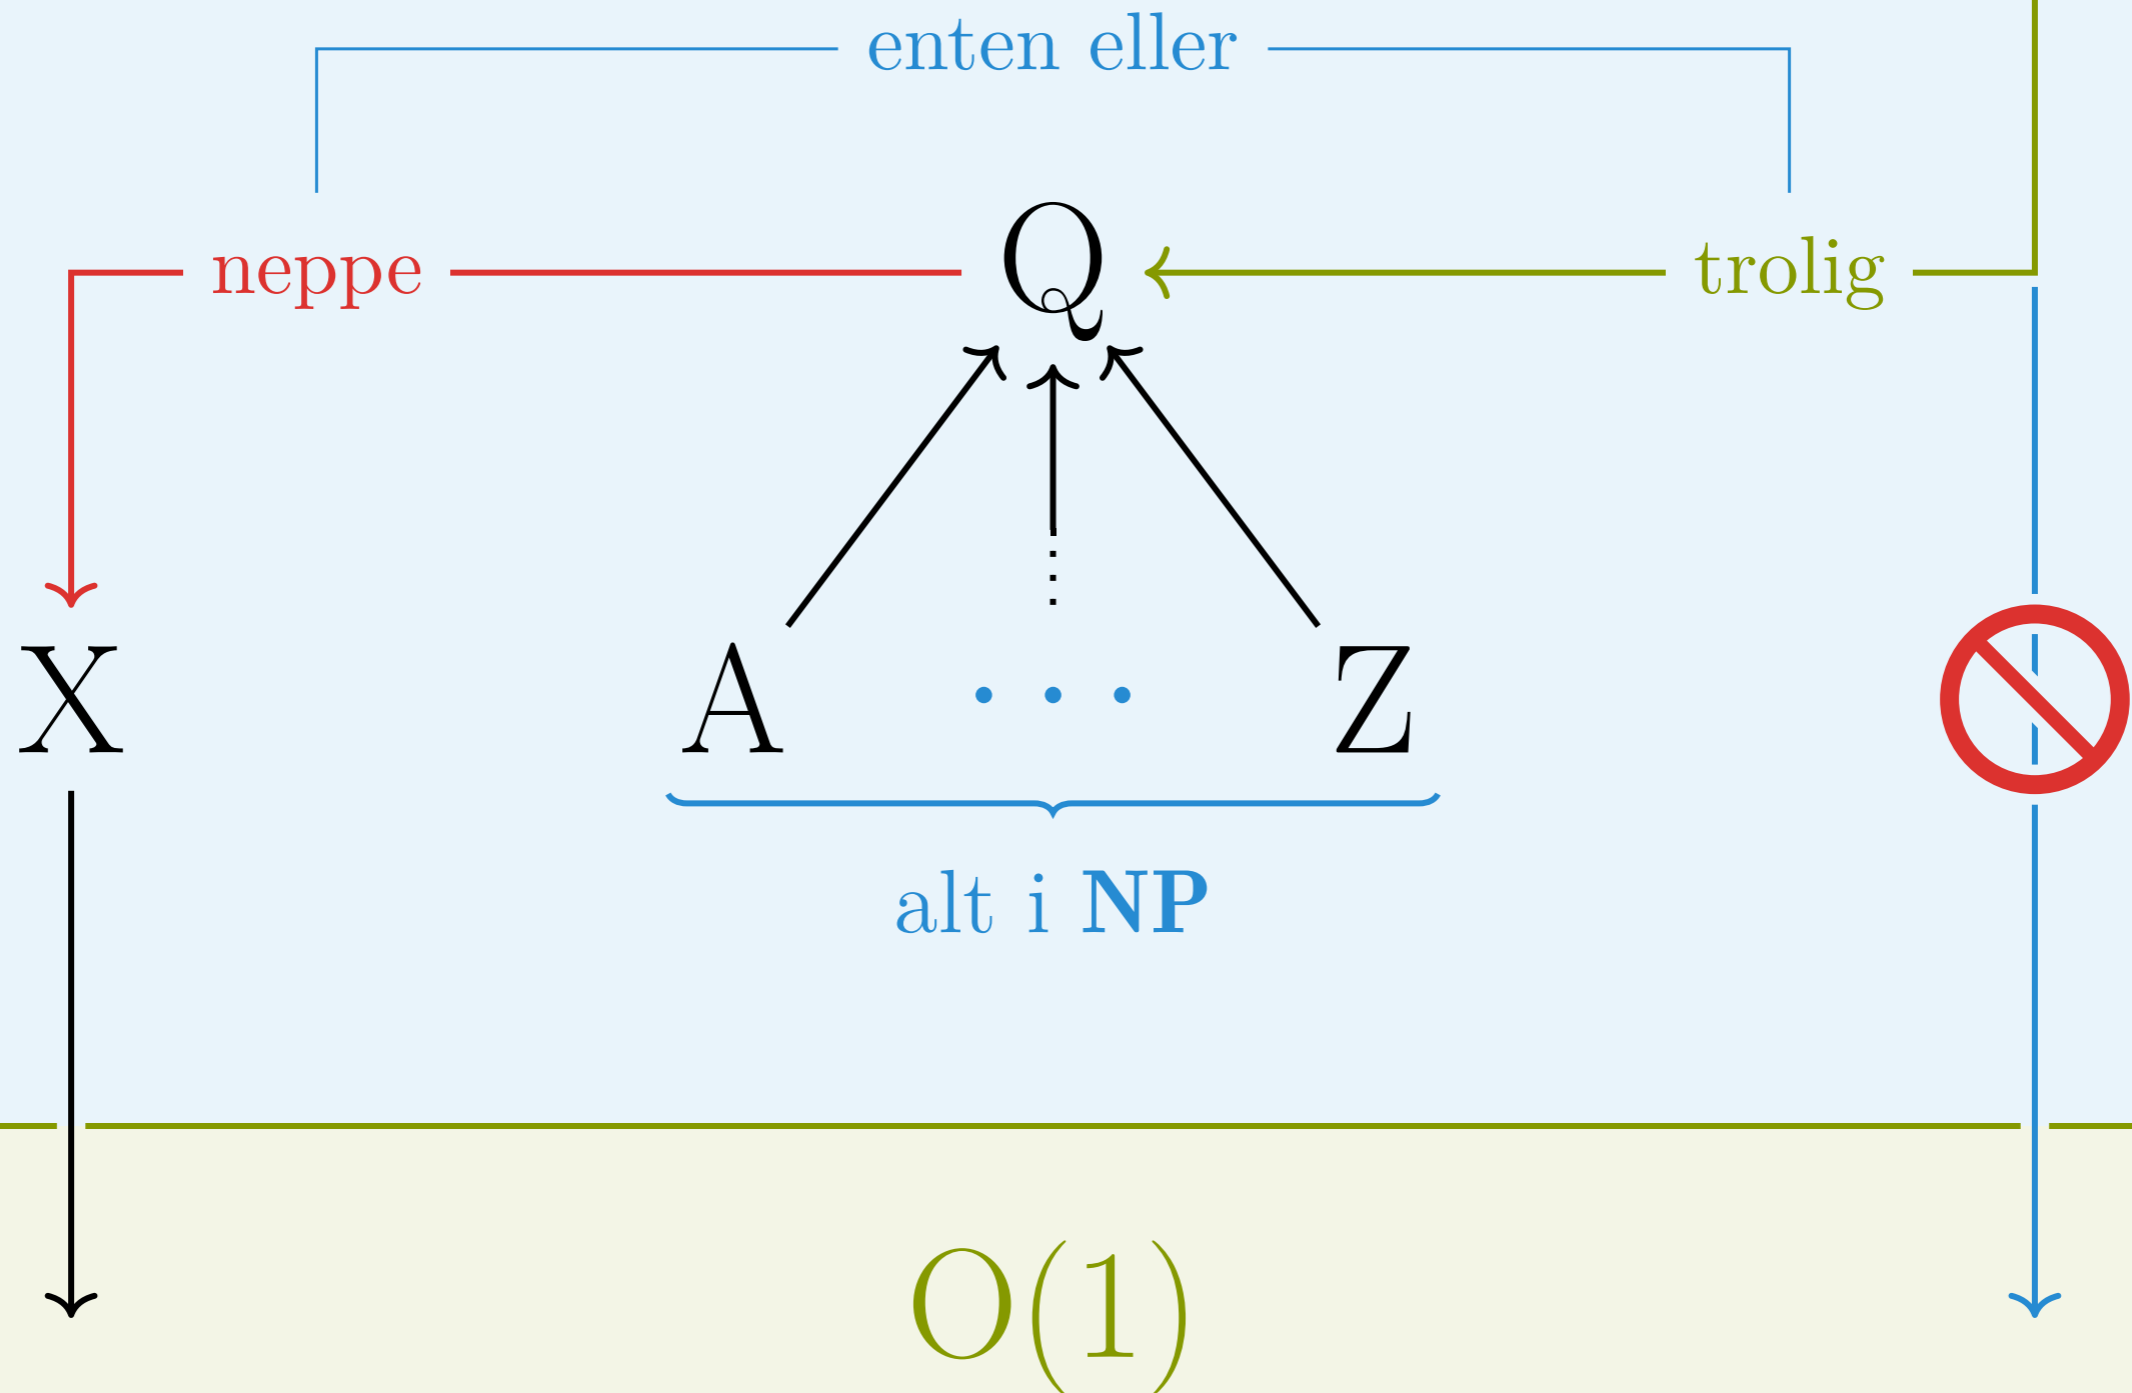 enten eller
neppe Q trolig
X A ... Z
alt i NP
O(1)